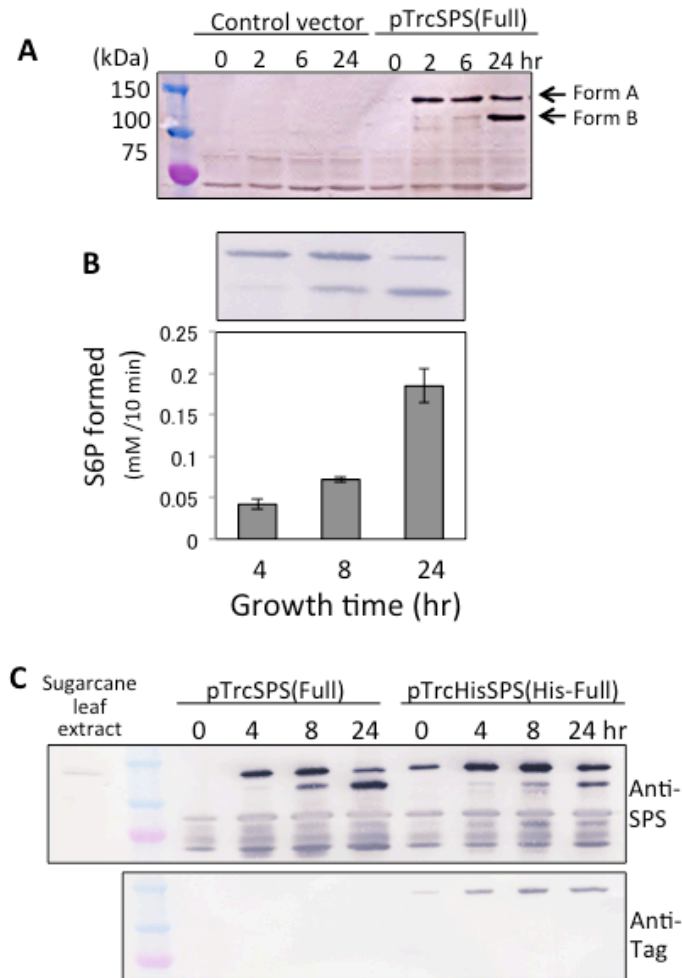 A
Control vector pTrcSPS(Full)
(kDa) 0 2 6 24 0 2 6 24 hr
150
100
75
Form A
Form B
B
0.25
0.2
0.15
0.1
0.05
0
S6P formed
(mM /10 min)
4 8 24
Growth time (hr)
C
Sugarcane
leaf
extract
pTrcSPS(Full) pTrcHisSPS(His-Full)
0 4 8 24 0 4 8 24 hr
Anti-
SPS
Anti-
Tag